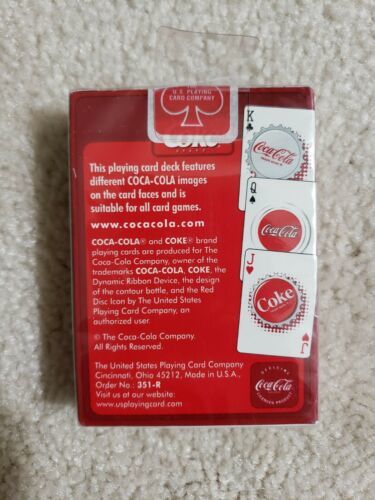 U.S. PLAYING
CARD COMPANY
COKE
This playing card deck features
different COCA-COLA images
on the card faces and is
suitable for all card games.
www.cocacola.com
COCA-COLA® and COKE® brand
playing cards are produced for The
Coca-Cola Company, owner of the
trademarks COCA-COLA, COKE, the
Dynamic Ribbon Device, the design
of the contour bottle, and the Red
Disc Icon by The United States
Playing Card Company, an
authorized user.
© The Coca-Cola Company.
All Rights Reserved.
The United States Playing Card Company
Cincinnati, Ohio 45212, Made in U.S.A.
Order No.: 351-R
Visit us at our website:
www.usplayingcard.com
K
Coca-Cola
Q
Coca-Cola
J
Coke
J
OFFICIAL
Coca-Cola
LICENSED PRODUCT